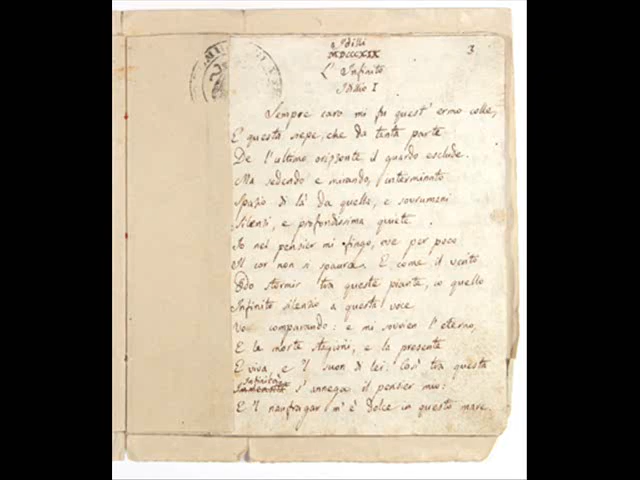 Idilli
MDCCCXIX
3
L' Infinito
Idillio I
Sempre caro mi fu quest' ermo colle,
E questa siepe, che da tanta parte
De l'ultimo orizzonte il guardo esclude.
Ma sedendo e mirando, interminato
Spazio di là da quella, e sovrumani
Silenzi, e profondissima quiete
Io nel pensier mi fingo, ove per poco
Il cor non si spaura. E come il vento
Odo stormir tra queste piante, io quello
Infinito silenzio a questa voce
Vo comparando: e mi sovvien l'eterno,
E le morte stagioni, e la presente
E viva, e 'l suon di lei. Così tra questa
Infinitade
Immensità s'annega il pensier mio:
E 'l naufragar m'è dolce in questo mare.